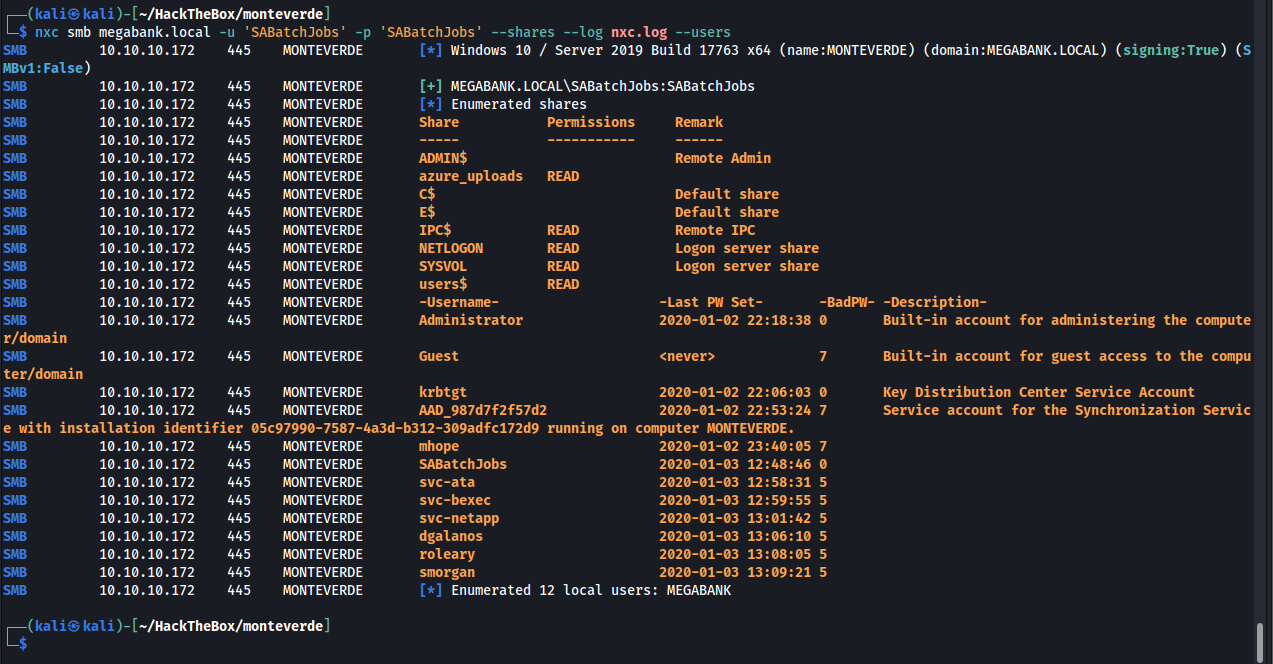 ┌──(kali㉿kali)-[~/HackTheBox/monteverde]
└─$ nxc smb megabank.local -u 'SABatchJobs' -p 'SABatchJobs' --shares --log nxc.log --users
SMB         10.10.10.172    445    MONTEVERDE       [*] Windows 10 / Server 2019 Build 17763 x64 (name:MONTEVERDE) (domain:MEGABANK.LOCAL) (signing:True) (S
MBv1:False)
SMB         10.10.10.172    445    MONTEVERDE       [+] MEGABANK.LOCAL\SABatchJobs:SABatchJobs
SMB         10.10.10.172    445    MONTEVERDE       [*] Enumerated shares
SMB         10.10.10.172    445    MONTEVERDE       Share           Permissions     Remark
SMB         10.10.10.172    445    MONTEVERDE       -----           -----------     ------
SMB         10.10.10.172    445    MONTEVERDE       ADMIN$                          Remote Admin
SMB         10.10.10.172    445    MONTEVERDE       azure_uploads   READ
SMB         10.10.10.172    445    MONTEVERDE       C$                              Default share
SMB         10.10.10.172    445    MONTEVERDE       E$                              Default share
SMB         10.10.10.172    445    MONTEVERDE       IPC$            READ            Remote IPC
SMB         10.10.10.172    445    MONTEVERDE       NETLOGON        READ            Logon server share
SMB         10.10.10.172    445    MONTEVERDE       SYSVOL          READ            Logon server share
SMB         10.10.10.172    445    MONTEVERDE       users$          READ
SMB         10.10.10.172    445    MONTEVERDE       -Username-                    -Last PW Set-       -BadPW- -Description-
SMB         10.10.10.172    445    MONTEVERDE       Administrator                 2020-01-02 22:18:38 0       Built-in account for administering the compute
r/domain
SMB         10.10.10.172    445    MONTEVERDE       Guest                         <never>             7       Built-in account for guest access to the compu
ter/domain
SMB         10.10.10.172    445    MONTEVERDE       krbtgt                        2020-01-02 22:06:03 0       Key Distribution Center Service Account
SMB         10.10.10.172    445    MONTEVERDE       AAD_987d7f2f57d2              2020-01-02 22:53:24 7       Service account for the Synchronization Servic
e with installation identifier 05c97990-7587-4a3d-b312-309adfc172d9 running on computer MONTEVERDE.
SMB         10.10.10.172    445    MONTEVERDE       mhope                         2020-01-02 23:40:05 7
SMB         10.10.10.172    445    MONTEVERDE       SABatchJobs                   2020-01-03 12:48:46 0
SMB         10.10.10.172    445    MONTEVERDE       svc-ata                       2020-01-03 12:58:31 5
SMB         10.10.10.172    445    MONTEVERDE       svc-bexec                     2020-01-03 12:59:55 5
SMB         10.10.10.172    445    MONTEVERDE       svc-netapp                    2020-01-03 13:01:42 5
SMB         10.10.10.172    445    MONTEVERDE       dgalanos                      2020-01-03 13:06:10 5
SMB         10.10.10.172    445    MONTEVERDE       roleary                       2020-01-03 13:08:05 5
SMB         10.10.10.172    445    MONTEVERDE       smorgan                       2020-01-03 13:09:21 5
SMB         10.10.10.172    445    MONTEVERDE       [*] Enumerated 12 local users: MEGABANK
┌──(kali㉿kali)-[~/HackTheBox/monteverde]
└─$